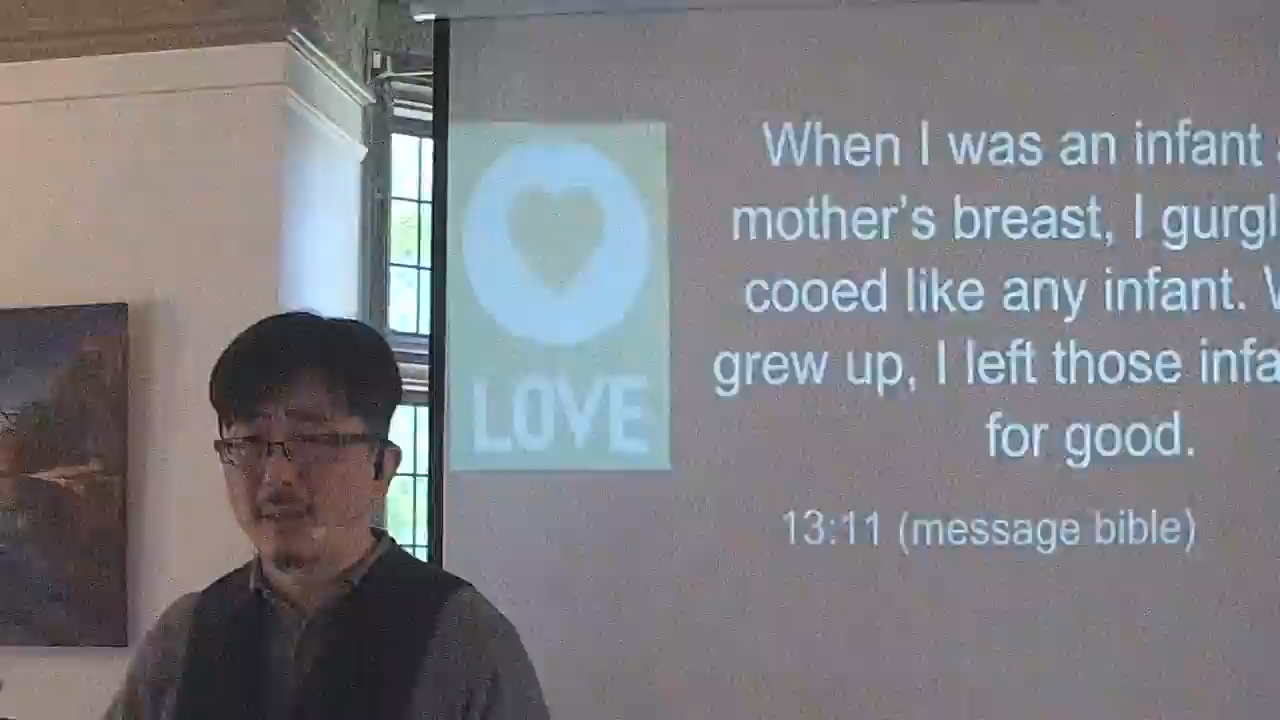 LOVE
When I was an infant
mother's breast, I gurgl
cooed like any infant.
grew up, I left those infa
for good.
13:11 (message bible)